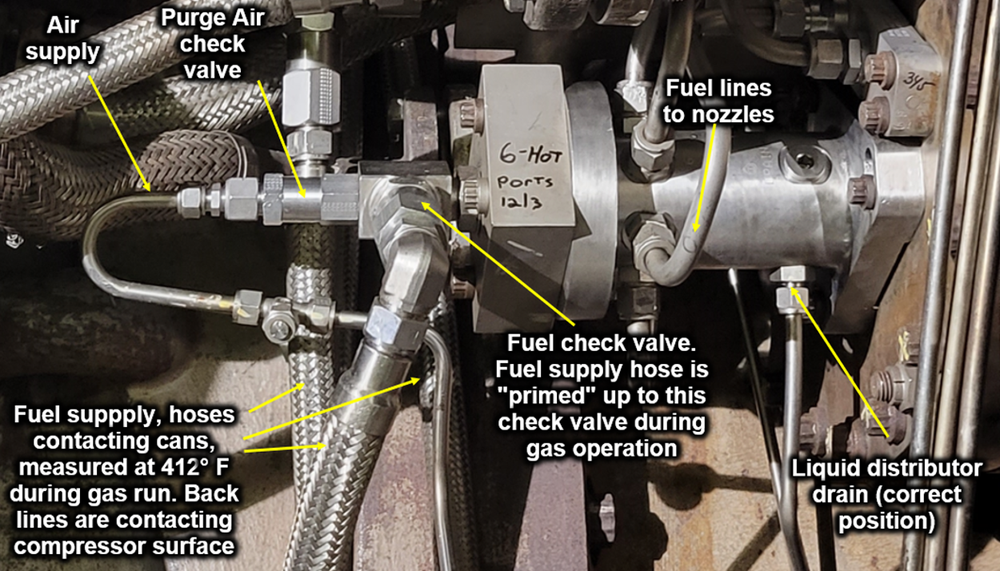 Air
supply
Purge Air
check
valve
Fuel lines
to nozzles
345
6-HOT
PORTS
12/3
Fuel check valve.
Fuel supply hose is
"primed" up to this
check valve during
gas operation
Fuel suppply, hoses
contacting cans,
measured at 412° F
during gas run. Back
lines are contacting
compressor surface
Liquid distributor
drain (correct
position)